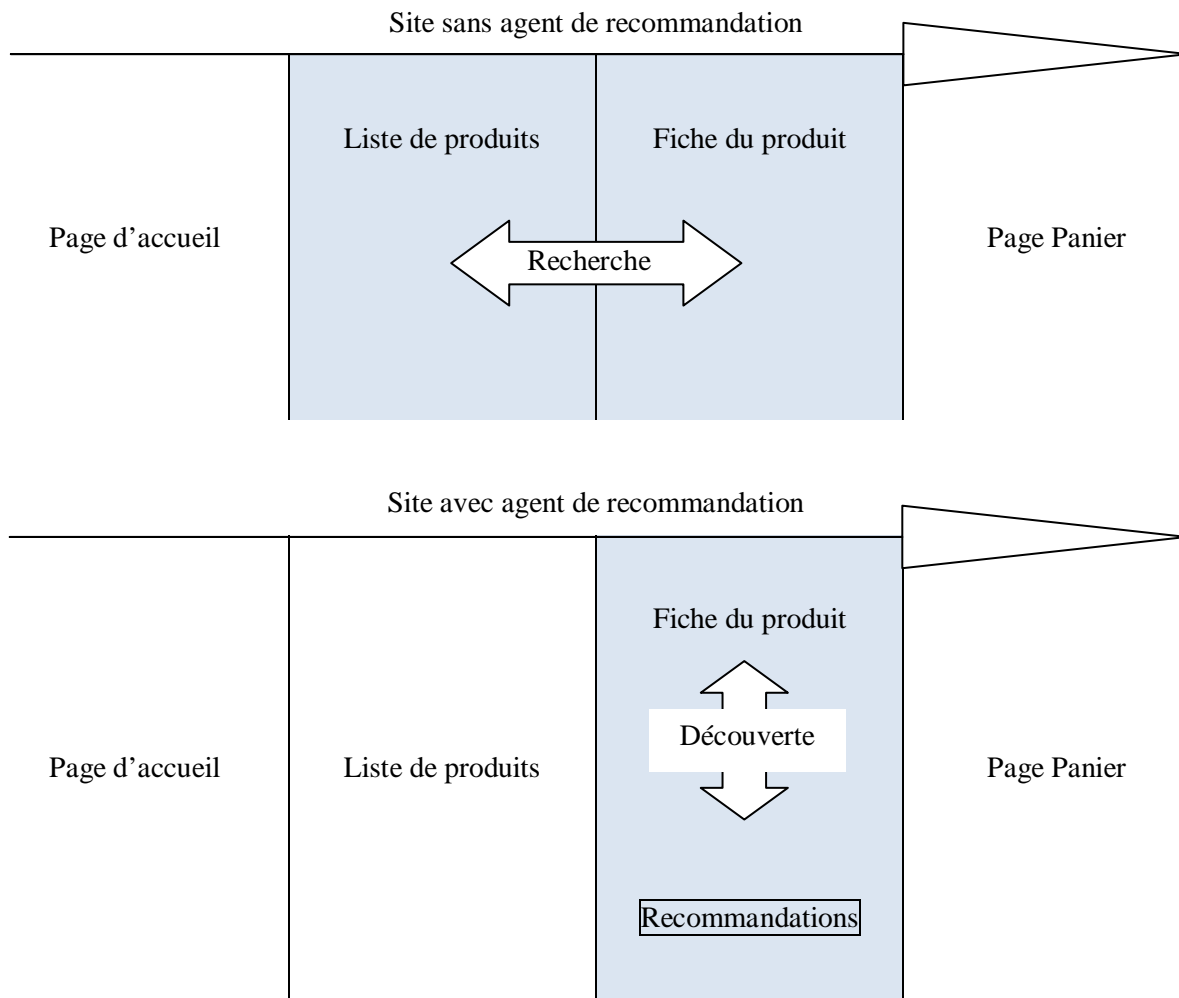 Site sans agent de recommandation
Liste de produits
Fiche du produit
Page d’accueil
Recherche
Page Panier
Site avec agent de recommandation
Fiche du produit
Découverte
Page d’accueil
Liste de produits
Page Panier
Recommandations